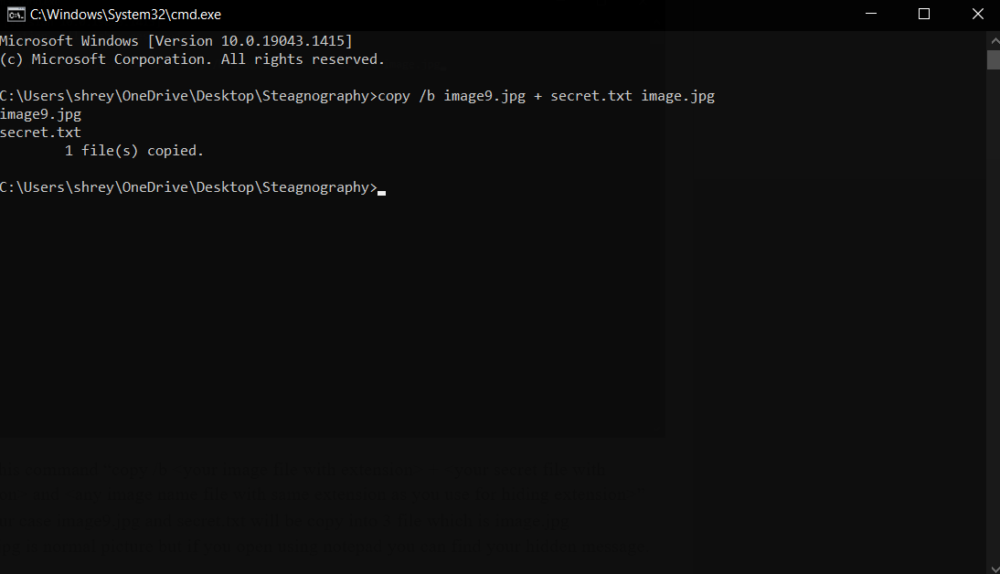 C:\Windows\System32\cmd.exe
Microsoft Windows [Version 10.0.19043.1415]
(c) Microsoft Corporation. All rights reserved.
C:\Users\shrey\OneDrive\Desktop\Steagnography>copy /b image9.jpg + secret.txt image.jpg
image9.jpg
secret.txt
1 file(s) copied.
C:\Users\shrey\OneDrive\Desktop\Steagnography>